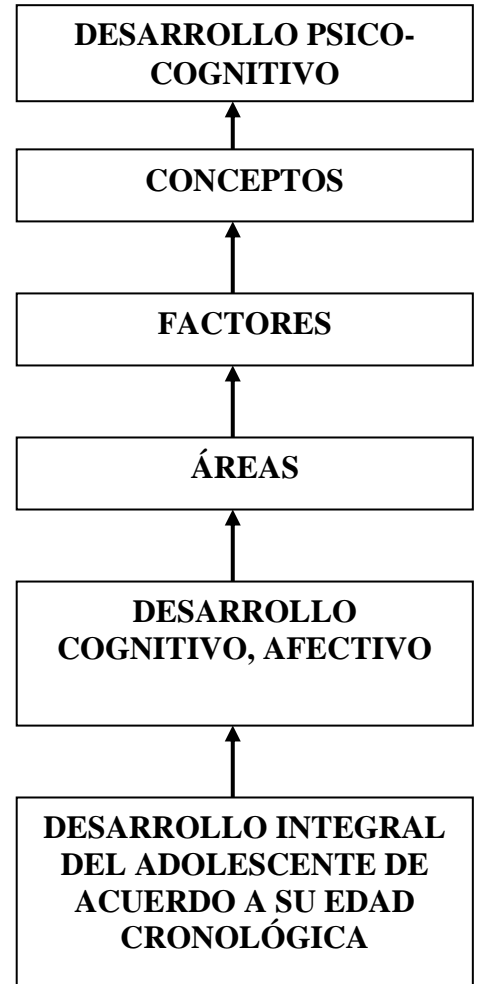 DESARROLLO PSICO-
COGNITIVO
CONCEPTOS
FACTORES
ÁREAS
DESARROLLO
COGNITIVO, AFECTIVO
DESARROLLO INTEGRAL
DEL ADOLESCENTE DE
ACUERDO A SU EDAD
CRONOLÓGICA